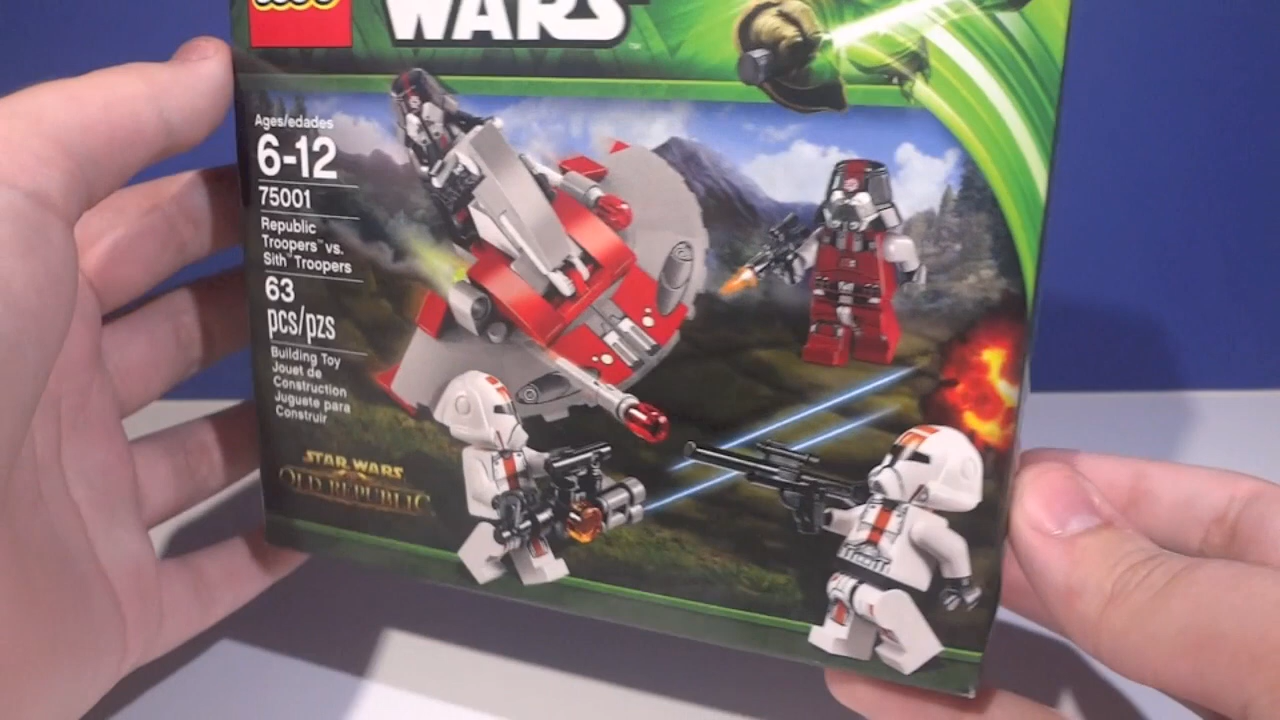 LEGO
WARS
Ages/edades
6-12
75001
Republic
Troopers™ vs.
Sith™ Troopers
63
pcs/pzs
Building Toy
Jouet de
Construction
Juguete para
Construir
STAR WARS
OLD REPUBLIC